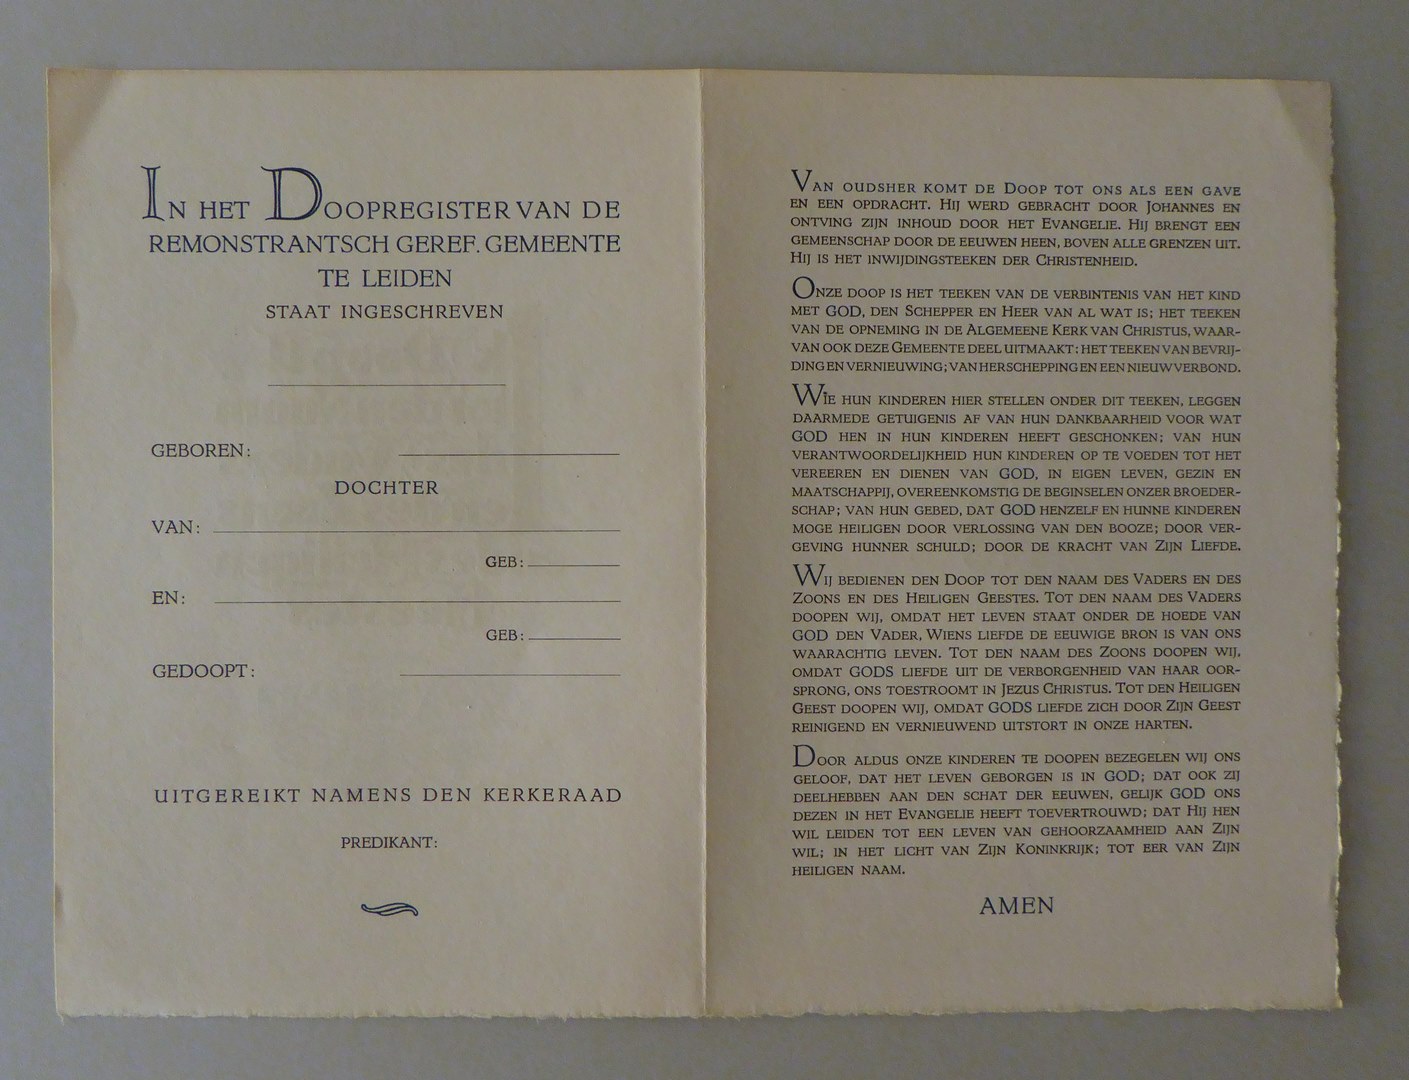 In het Doopregister van de
Remonstrantsch Geref. Gemeente
te Leiden
staat ingeschreven
geboren:
dochter
van:
geb:
en:
geb:
gedoopt:
uitgereikt namens den kerkeraad
predikant:
Van oudsher komt de Doop tot ons als een gave
en een opdracht. Hij werd gebracht door Johannes en
ontving zijn inhoud door het Evangelie. Hij brengt een
gemeenschap door de eeuwen heen, boven alle grenzen uit.
Hij is het inwijdingsteeken der Christenheid.
Onze doop is het teeken van de verbintenis van het kind
met GOD, den Schepper en Heer van al wat is; het teeken
van de opneming in de Algemeene Kerk van Christus, waar-
van ook deze Gemeente deel uitmaakt: het teeken van bevrij-
ding en vernieuwing; van herschepping en een nieuw verbond.
Wie hun kinderen hier stellen onder dit teeken, leggen
daarmede getuigenis af van hun dankbaarheid voor wat
GOD hen in hun kinderen heeft geschonken; van hun
verantwoordelijkheid hun kinderen op te voeden tot het
vereeren en dienen van GOD, in eigen leven, gezin en
maatschappij, overeenkomstig de beginselen onzer broeder-
schap; van hun gebed, dat GOD henzelf en hunne kinderen
moge heiligen door verlossing van den booze; door ver-
geving hunner schuld; door de kracht van Zijn Liefde.
Wij bedienen den Doop tot den naam des Vaders en des
Zoons en des Heiligen Geestes. Tot den naam des Vaders
doopen wij, omdat het leven staat onder de hoede van
GOD den Vader, Wiens liefde de eeuwige bron is van ons
waarachtig leven. Tot den naam des Zoons doopen wij,
omdat GODS liefde uit de verborgenheid van haar oor-
sprong, ons toestroomt in Jezus Christus. Tot den Heiligen
Geest doopen wij, omdat GODS liefde zich door Zijn Geest
reinigend en vernieuwend uitstort in onze harten.
Door aldus onze kinderen te doopen bezegelen wij ons
geloof, dat het leven geborgen is in GOD; dat ook zij
deelhebben aan den schat der eeuwen, gelijk GOD ons
dezen in het Evangelie heeft toevertrouwd; dat Hij hen
wil leiden tot een leven van gehoorzaamheid aan Zijn
wil; in het licht van Zijn Koninkrijk; tot eer van Zijn
heiligen naam.
AMEN